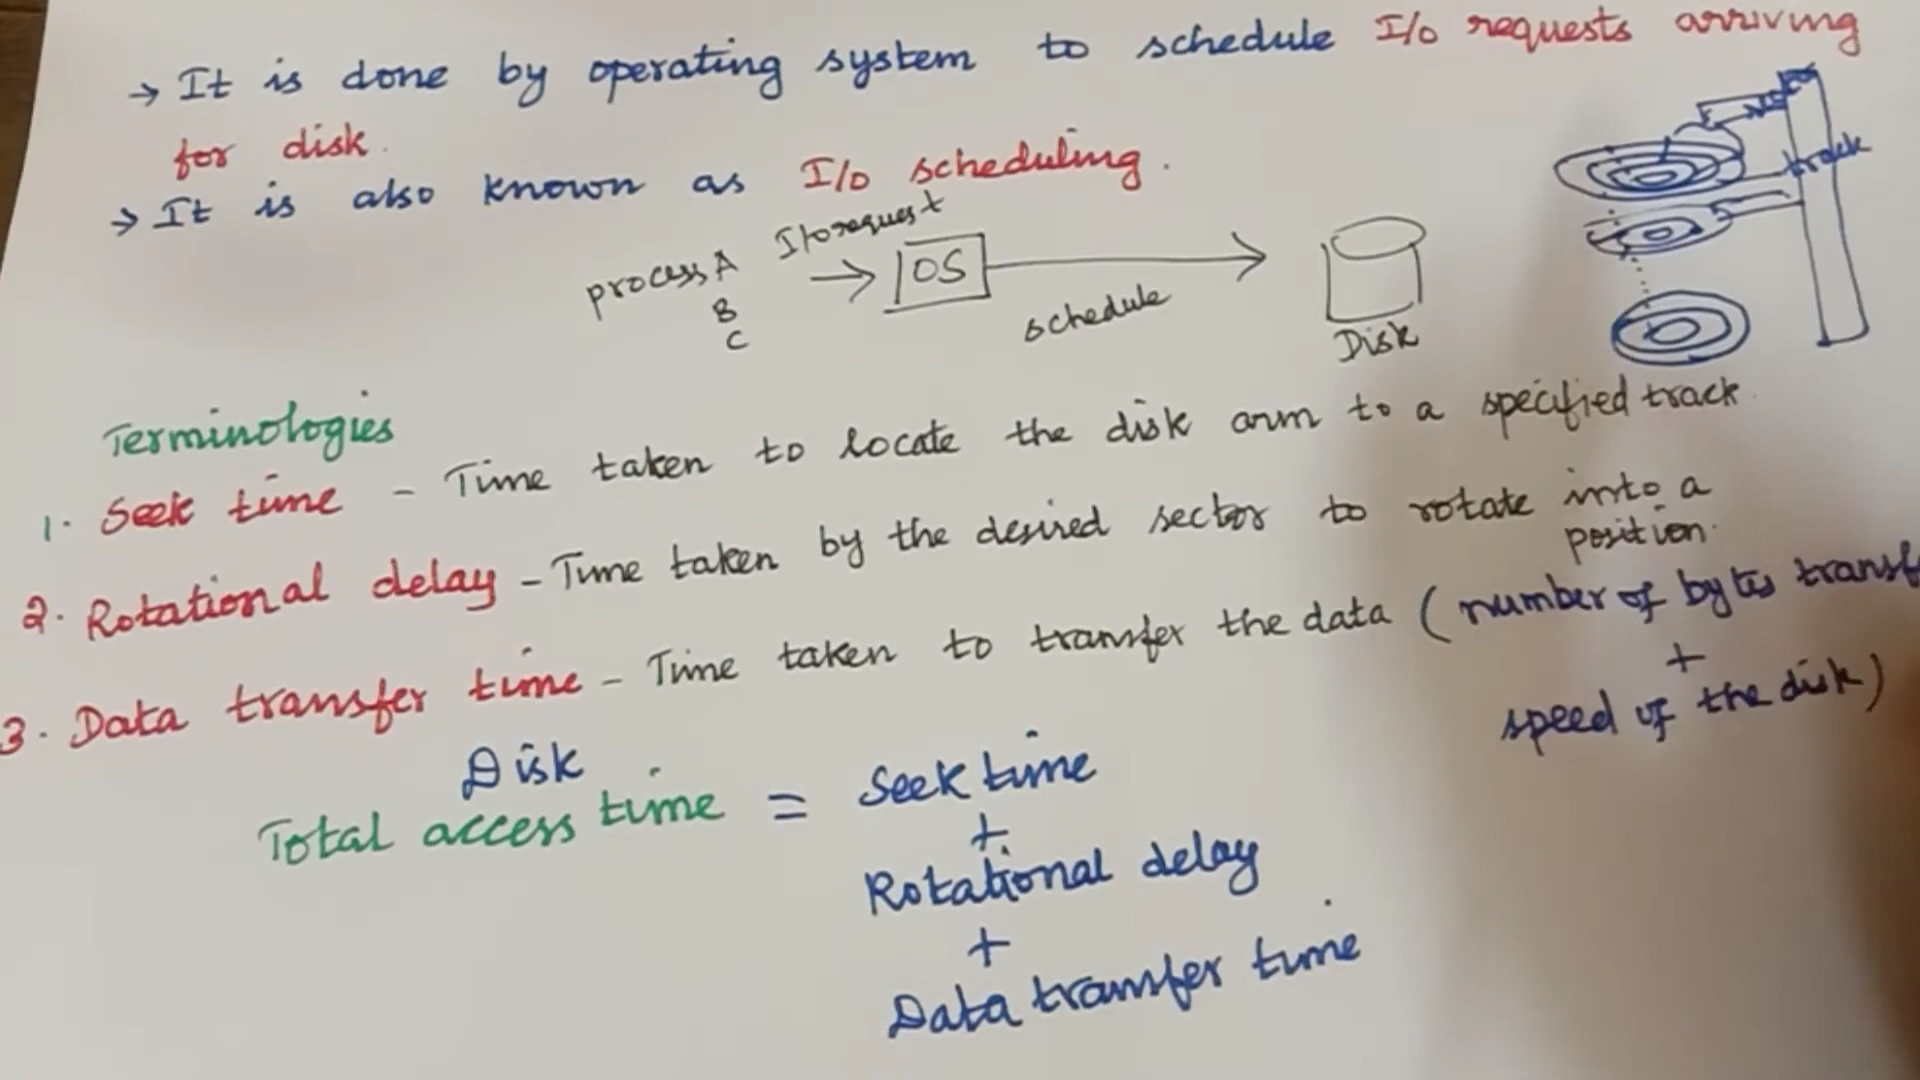 → It is done by operating system to schedule I/o requests arriving
for disk.
→ It is also known as I/o scheduling.
process A
B
C
I/o request
→ OS
schedule
Disk
track
Terminologies
1. Seek time - Time taken to locate the disk arm to a specified track.
2. Rotational delay - Time taken by the desired sector to rotate into a
position.
3. Data transfer time - Time taken to transfer the data (number of bytes transf
+
speed of the disk)
Disk
Total access time = Seek time
+
Rotational delay
+
Data transfer time